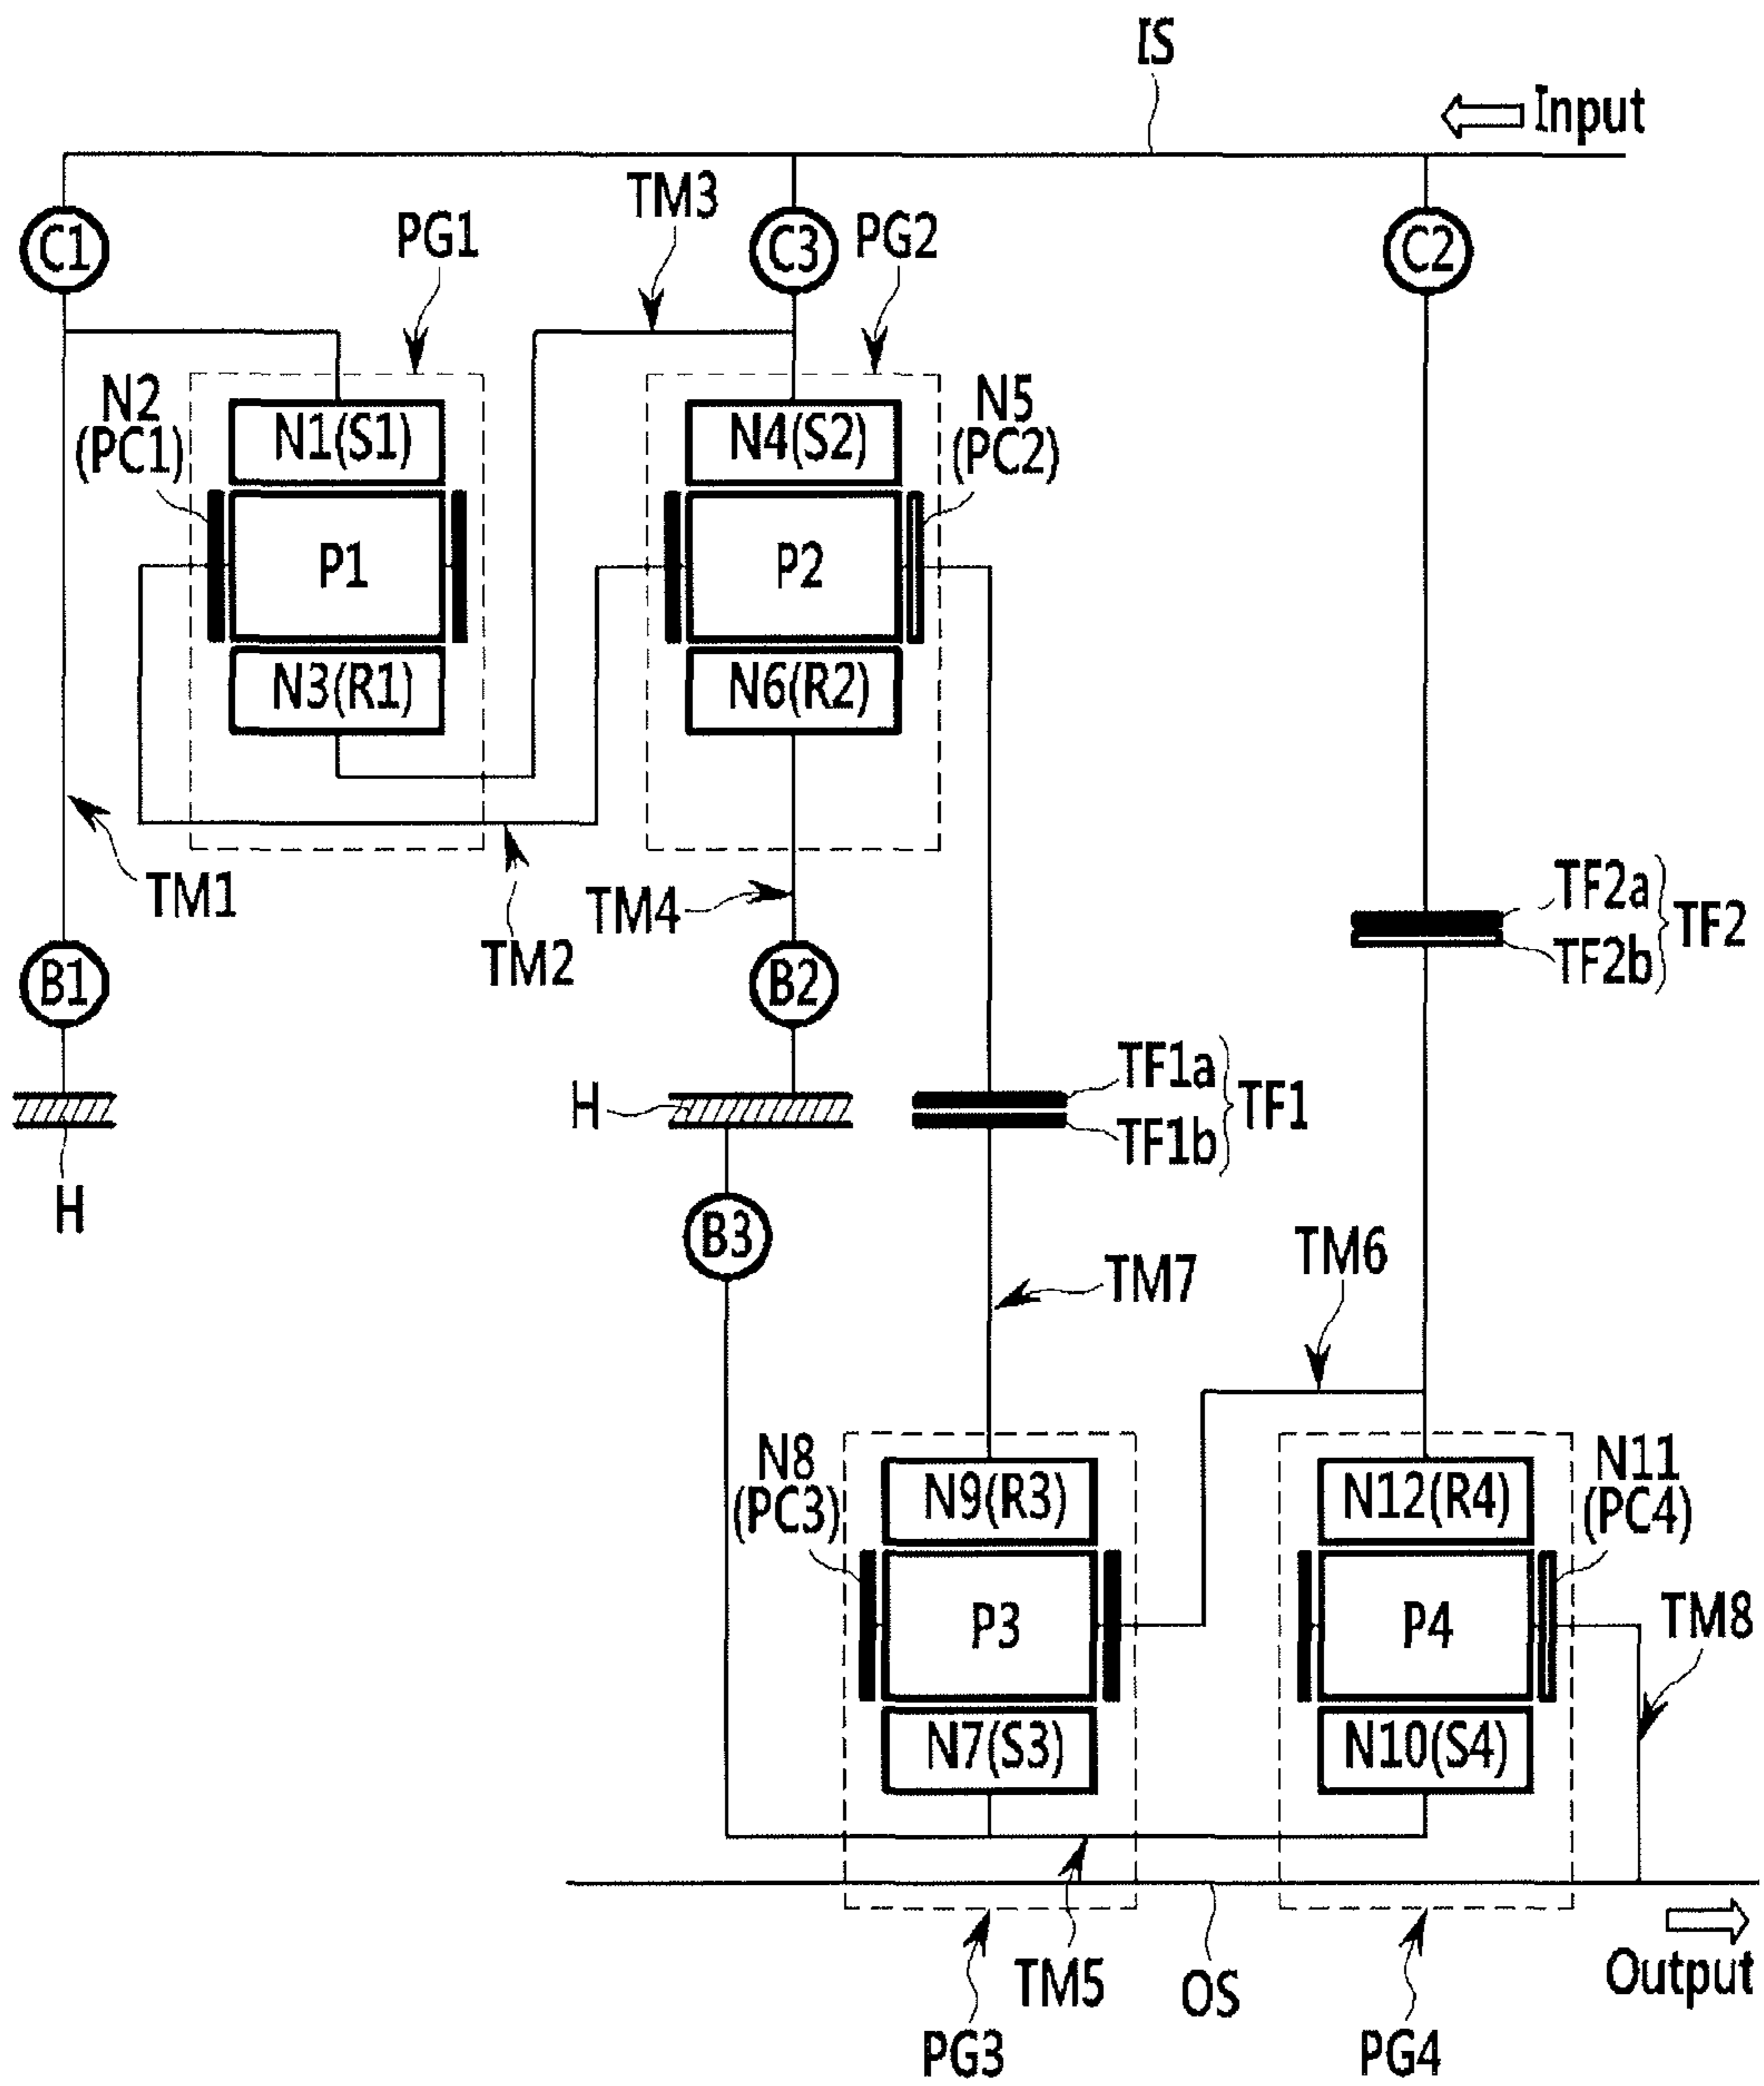 IS
Input
TM3
PG1
PG2
C1
C3
C2
N2
(PC1)
N1(S1)
N4(S2)
N5
(PC2)
P1
P2
N3(R1)
N6(R2)
TM1
TM2
TM4
TF2a
TF2b
TF2
B1
B2
TF1a
TF1b
TF1
H
H
B3
TM7
TM6
N8
(PC3)
N9(R3)
N12(R4)
N11
(PC4)
P3
P4
TM8
N7(S3)
N10(S4)
TM5
OS
Output
PG3
PG4